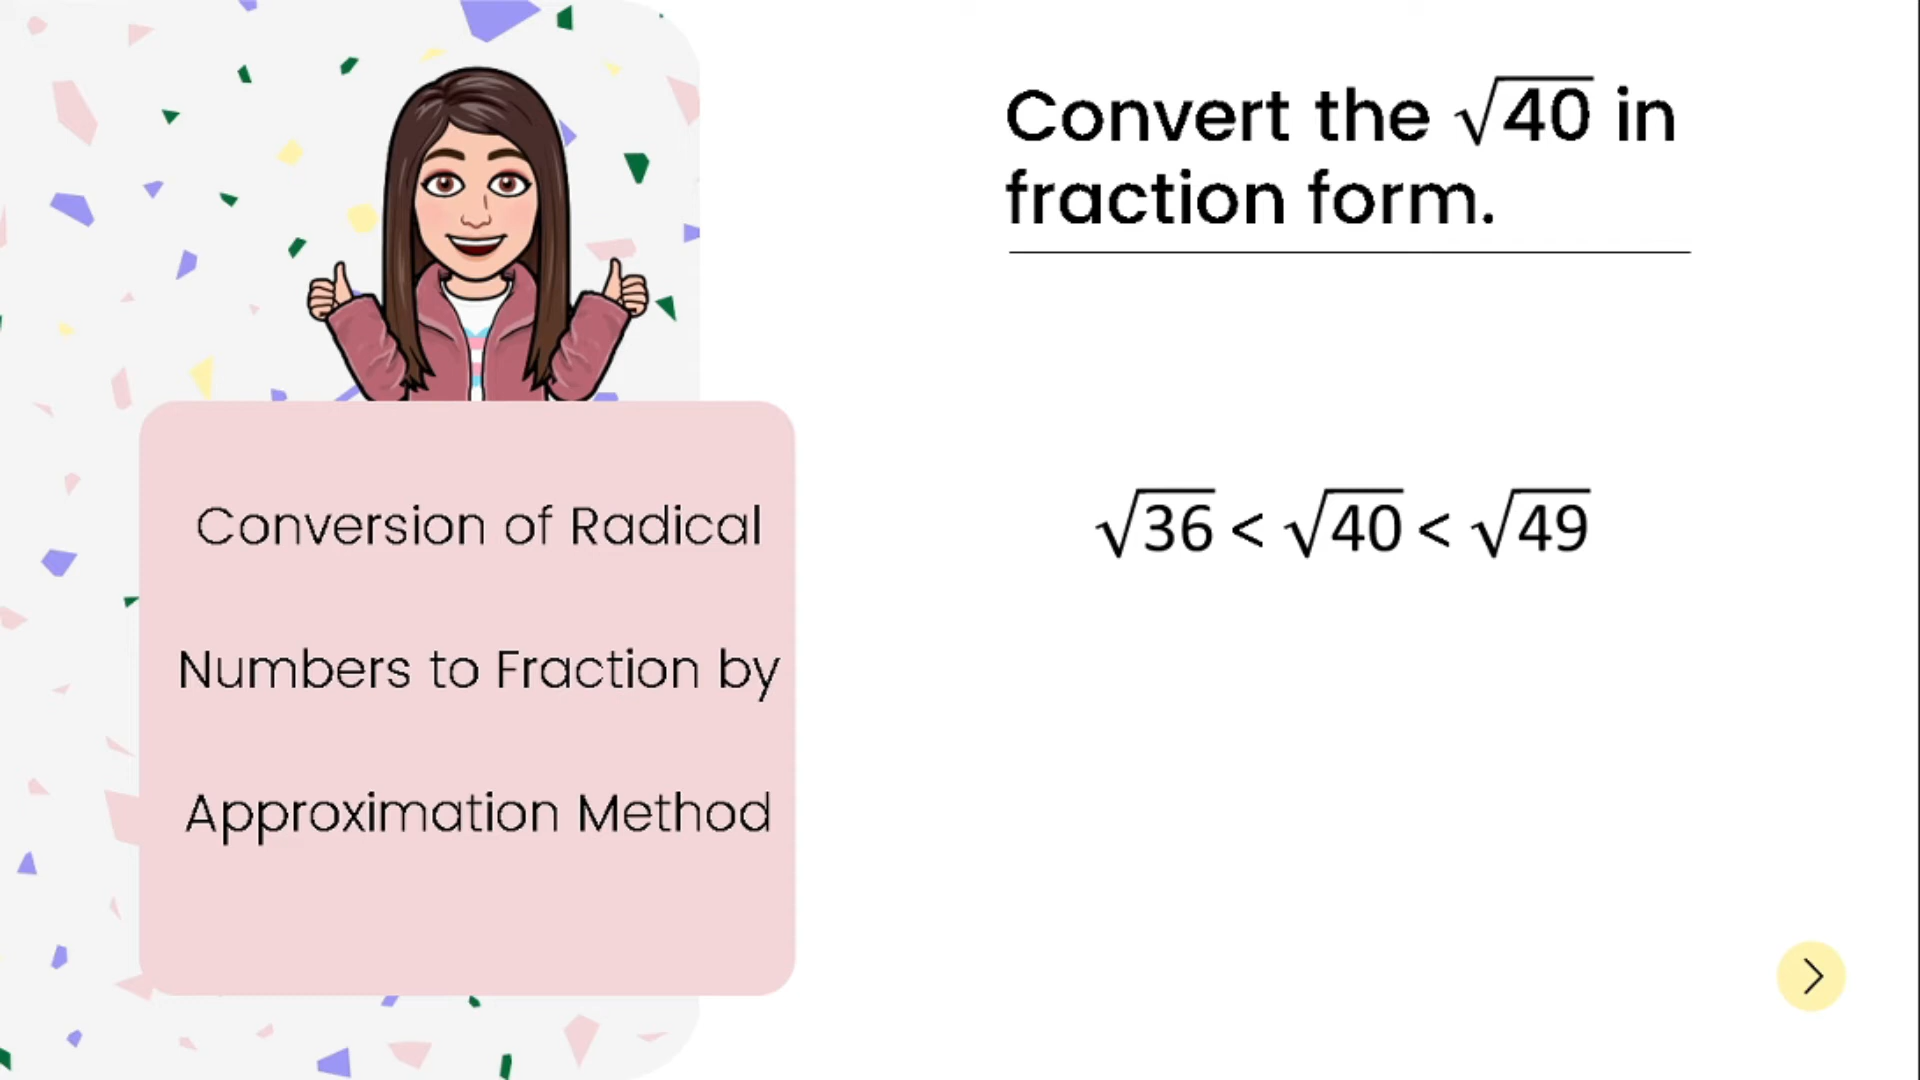 Convert the √40 in
fraction form.
√36 < √40 < √49
Conversion of Radical
Numbers to Fraction by
Approximation Method